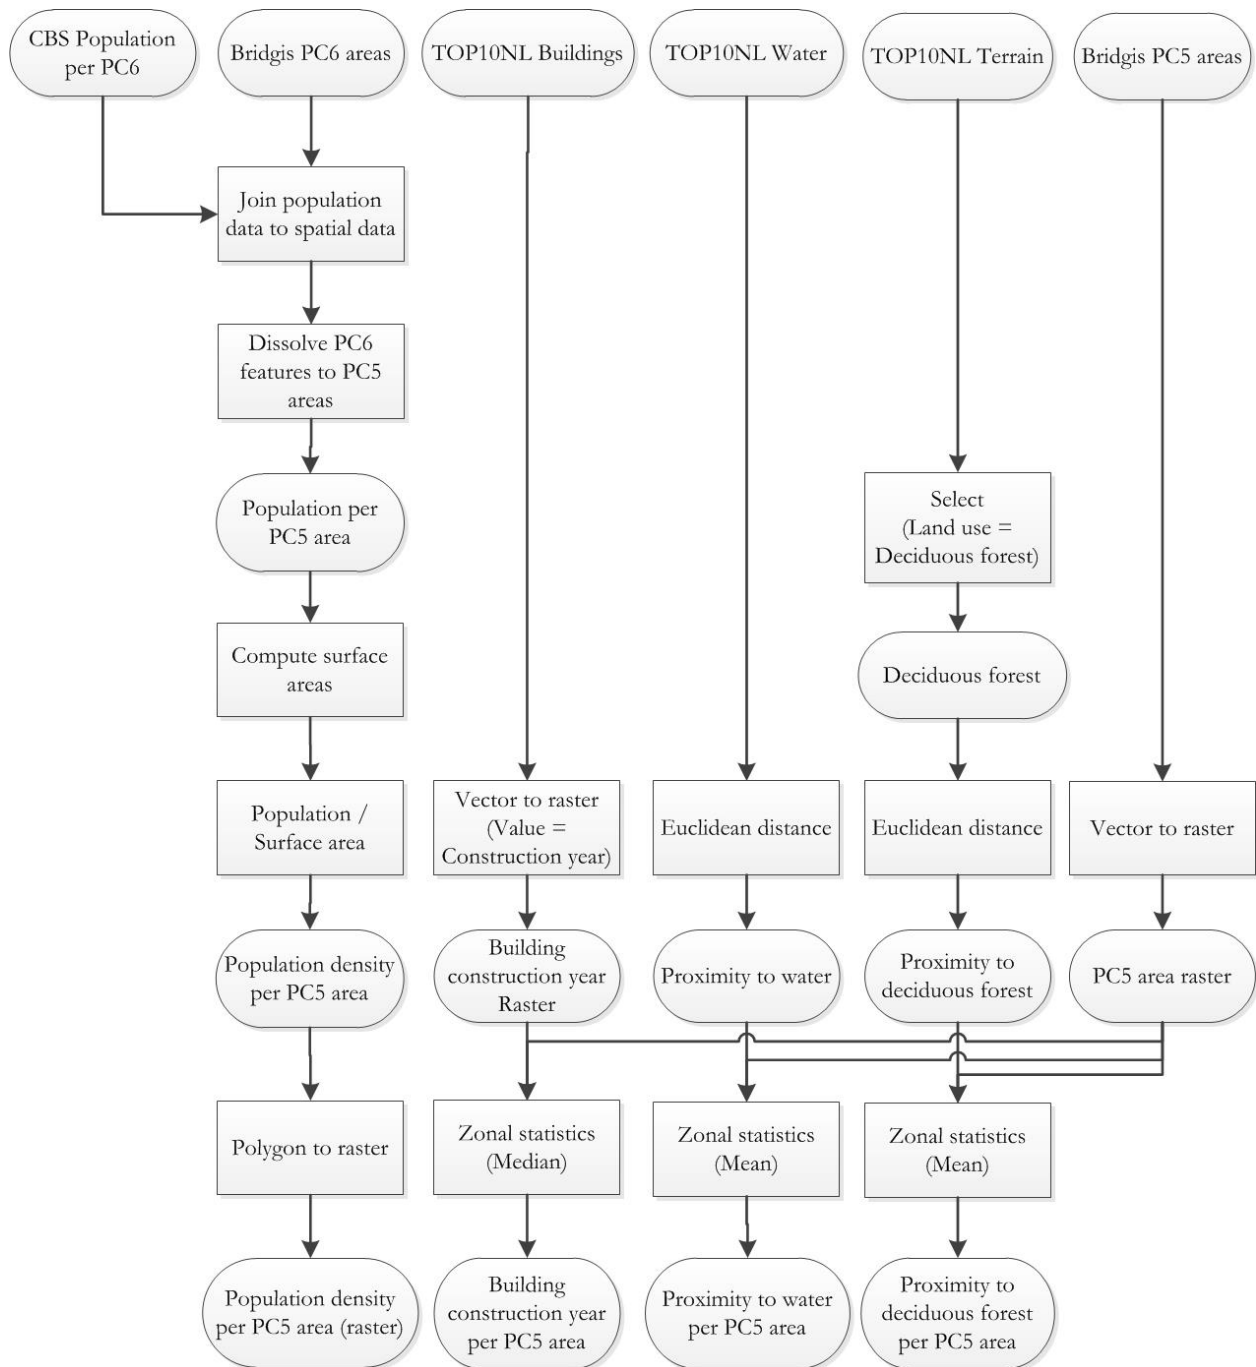 CBS Population
per PC6
Bridgis PC6 areas
TOP10NL Buildings
TOP10NL Water
TOP10NL Terrain
Bridgis PC5 areas
Join population
data to spatial data
Dissolve PC6
features to PC5
areas
Population per
PC5 area
Select
(Land use =
Deciduous forest)
Compute surface
areas
Deciduous forest
Population /
Surface area
Vector to raster
(Value =
Construction year)
Euclidean distance
Euclidean distance
Vector to raster
Population density
per PC5 area
Building
construction year
Raster
Proximity to water
Proximity to
deciduous forest
PC5 area raster
Polygon to raster
Zonal statistics
(Median)
Zonal statistics
(Mean)
Zonal statistics
(Mean)
Population density
per PC5 area (raster)
Building
construction year
per PC5 area
Proximity to water
per PC5 area
Proximity to
deciduous forest
per PC5 area